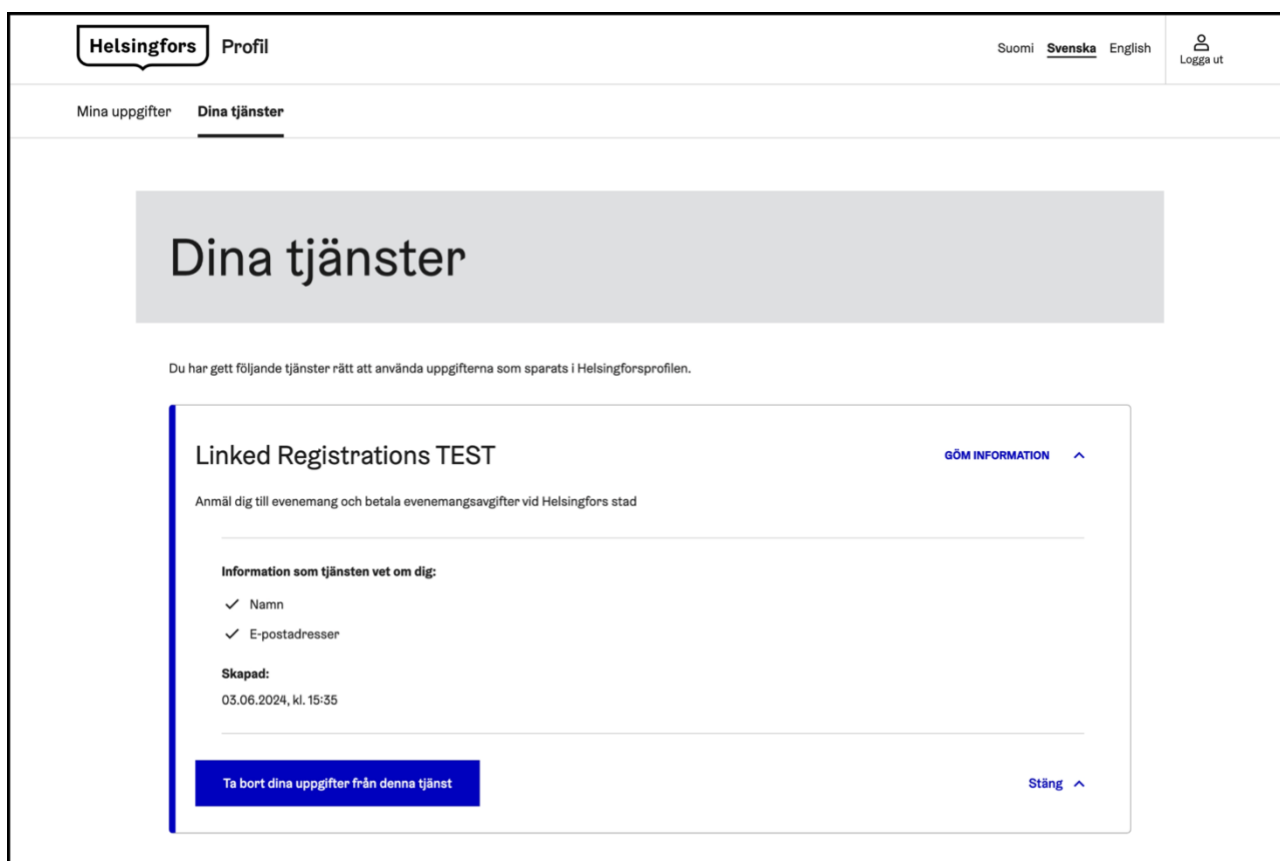 Helsingfors Profil
Suomi Svenska English
Logga ut
Mina uppgifter Dina tjänster
Dina tjänster
Du har gett följande tjänster rätt att använda uppgifterna som sparats i Helsingforsprofilen.
Linked Registrations TEST
GÖM INFORMATION
Anmäl dig till evenemang och betala evenemangsavgifter vid Helsingfors stad
Information som tjänsten vet om dig:
Namn
E-postadresser
Skapad:
03.06.2024, kl. 15:35
Ta bort dina uppgifter från denna tjänst
Stäng